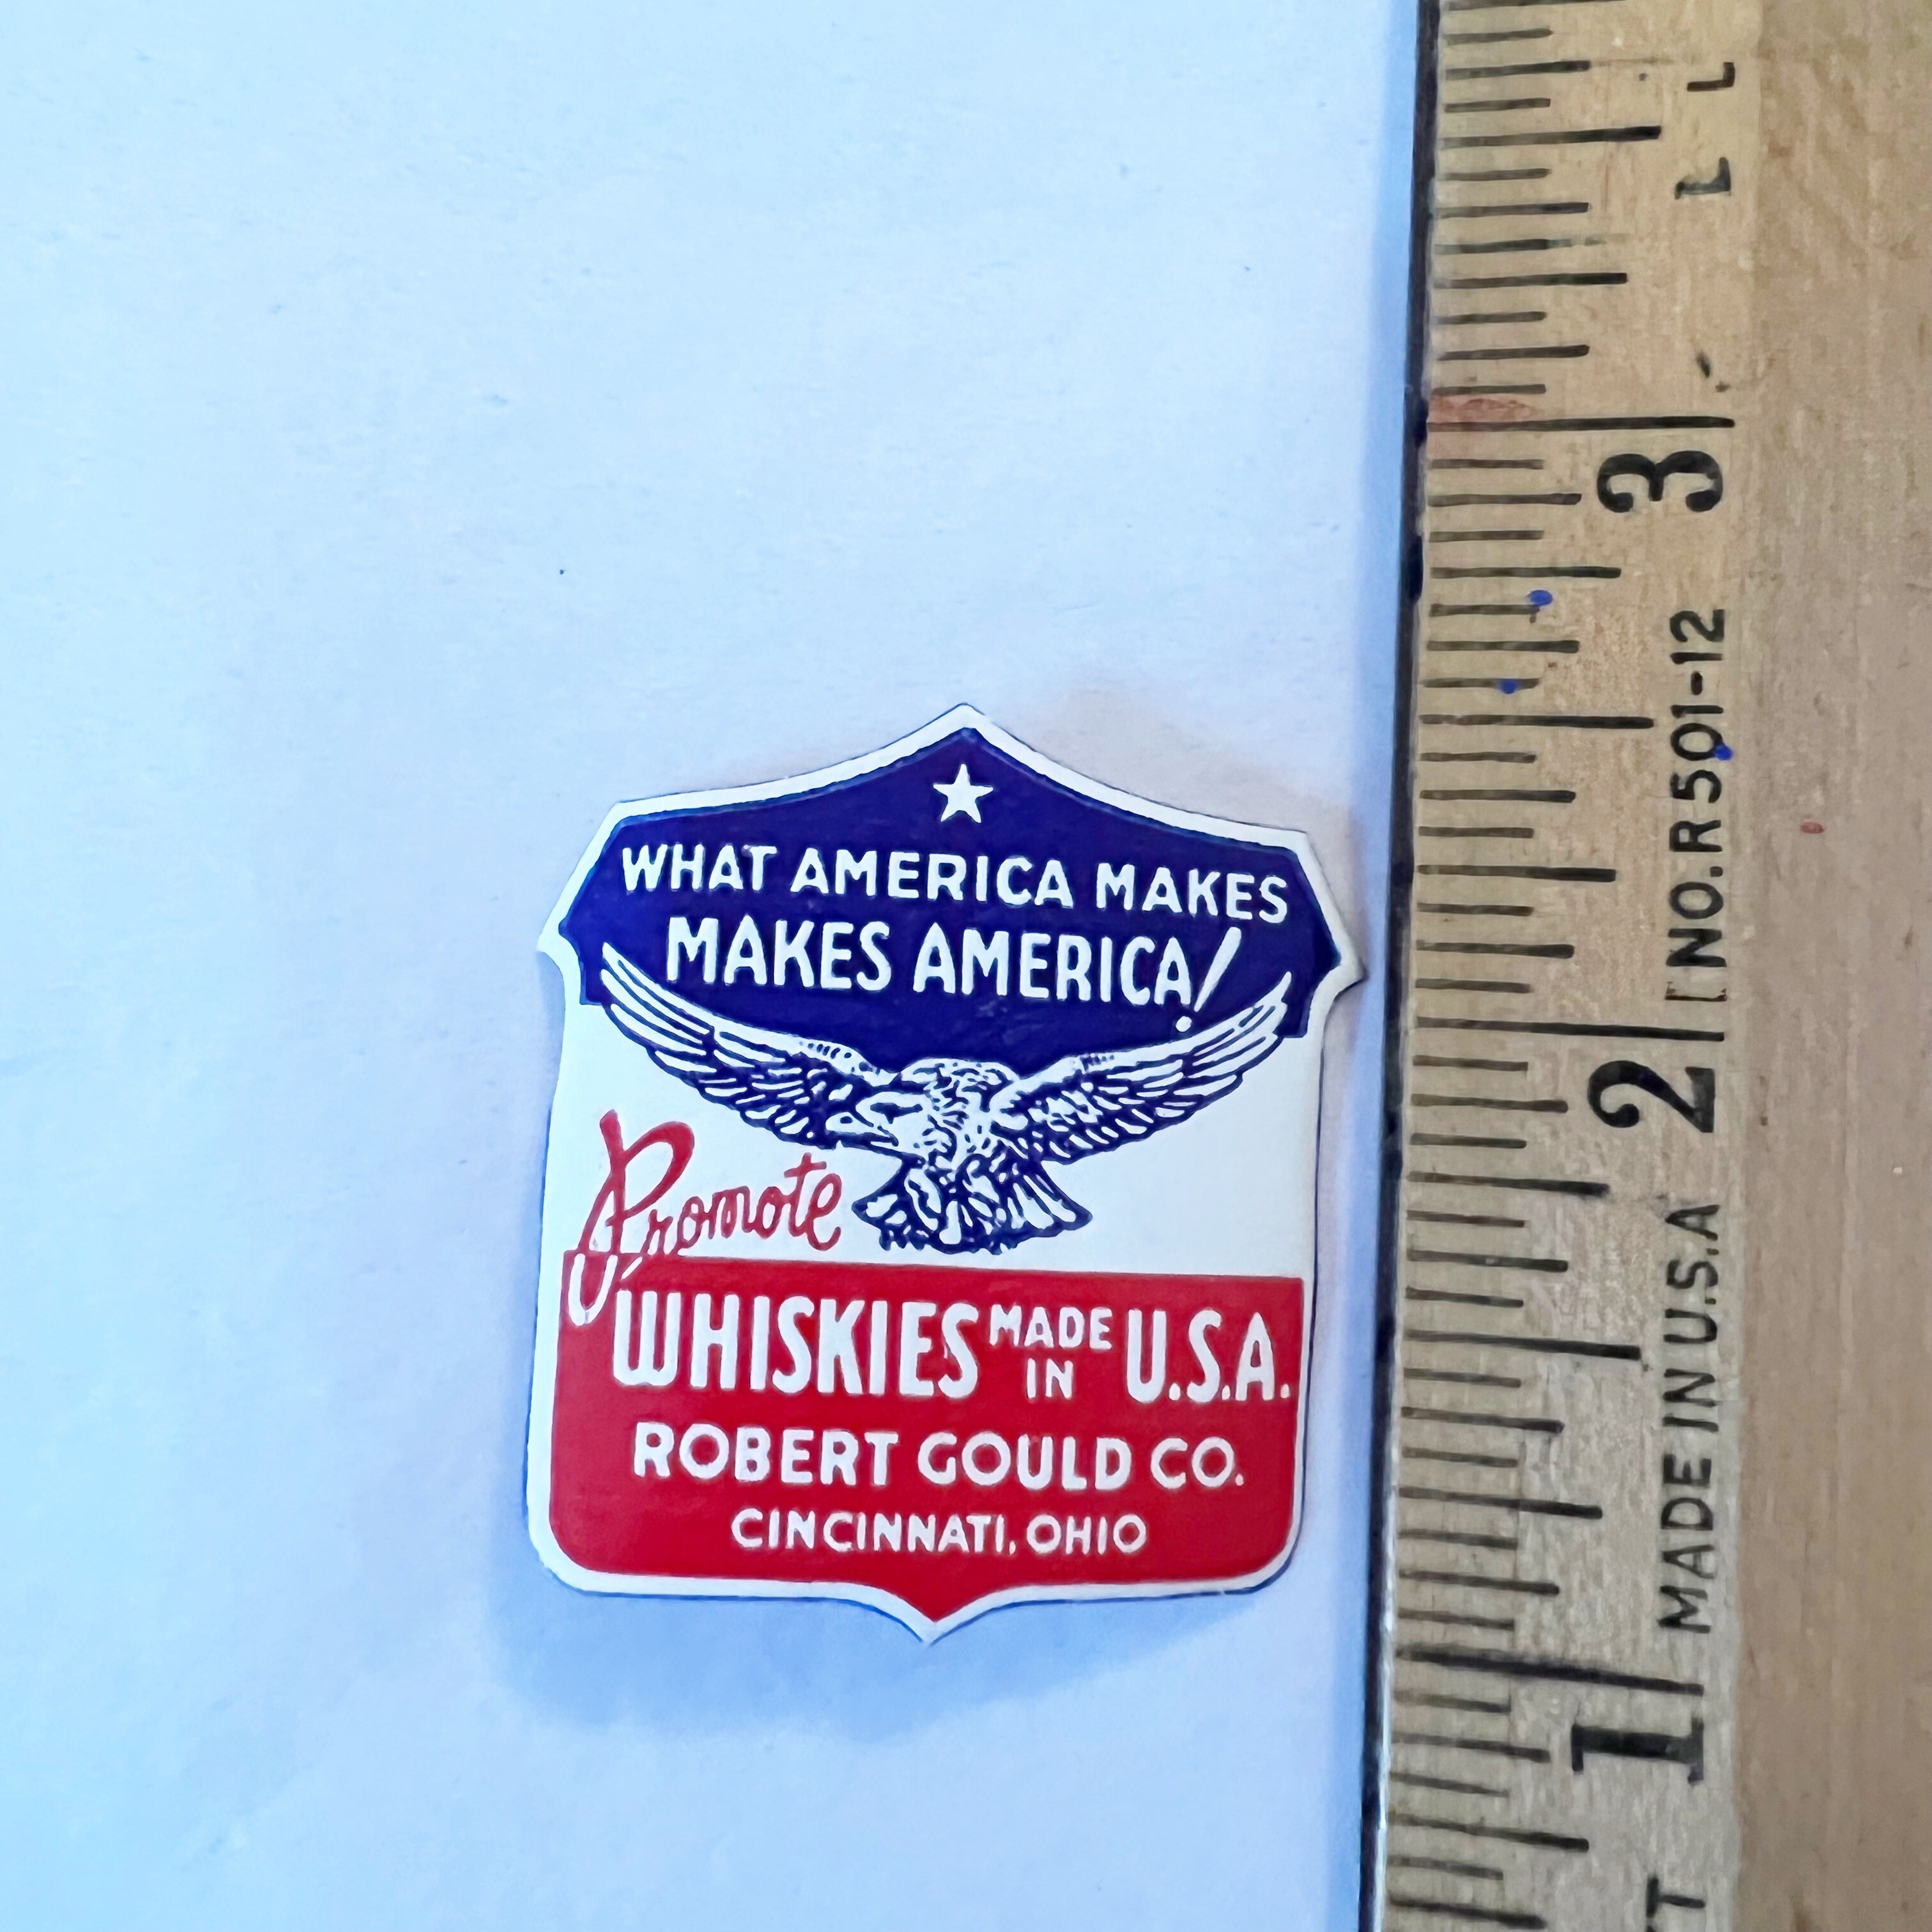 WHAT AMERICA MAKES
MAKES AMERICA!
Promote
WHISKIES MADE IN U.S.A.
ROBERT GOULD CO.
CINCINNATI, OHIO
3
2
1
NO.R501-12
MADE IN U.S.A